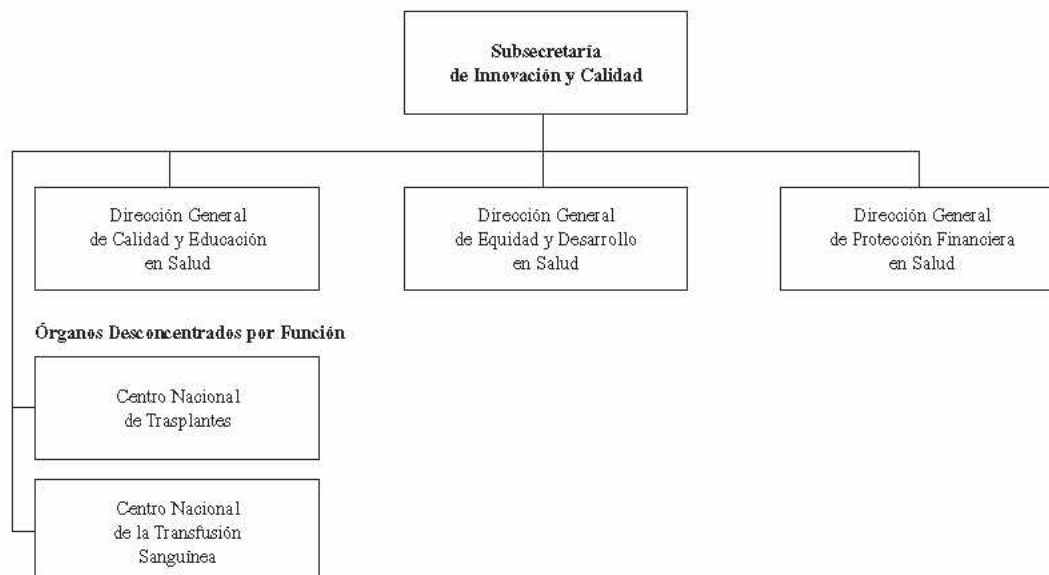 Subsecretaría
de Innovación y Calidad
Dirección General
de Calidad y Educación
en Salud
Dirección General
de Equidad y Desarrollo
en Salud
Dirección General
de Protección Financiera
en Salud
Órganos Desconcentrados por Función
Centro Nacional
de Trasplantes
Centro Nacional
de la Transfusión
Sanguínea